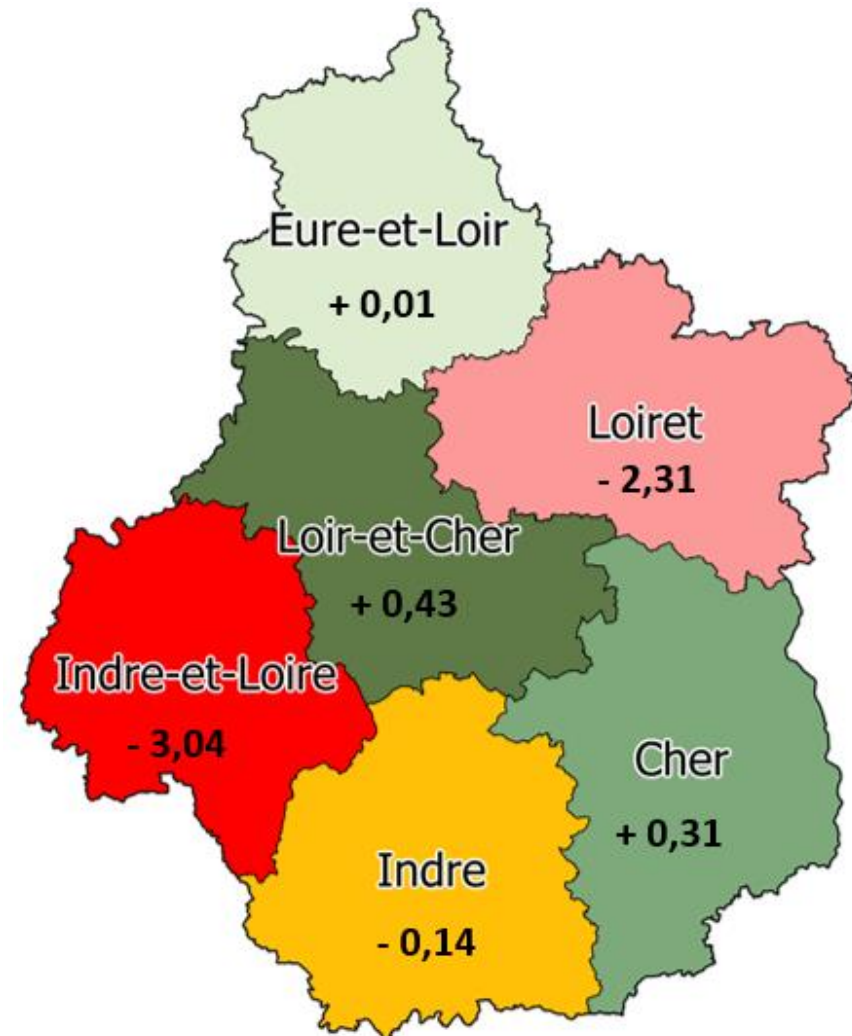 Eure-et-Loir
+ 0,01
Loiret
- 2,31
Loir-et-Cher
+ 0,43
Indre-et-Loire
- 3,04
Cher
+ 0,31
Indre
- 0,14